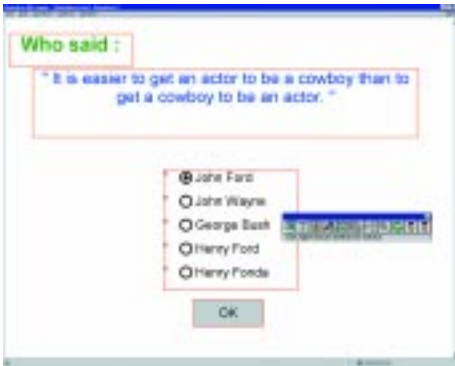 Who said :
" It is easier to get an actor to be a cowboy than to
get a cowboy to be an actor. "
John Ford
John Wayne
George Bush
Henry Ford
Henry Fonda
OK